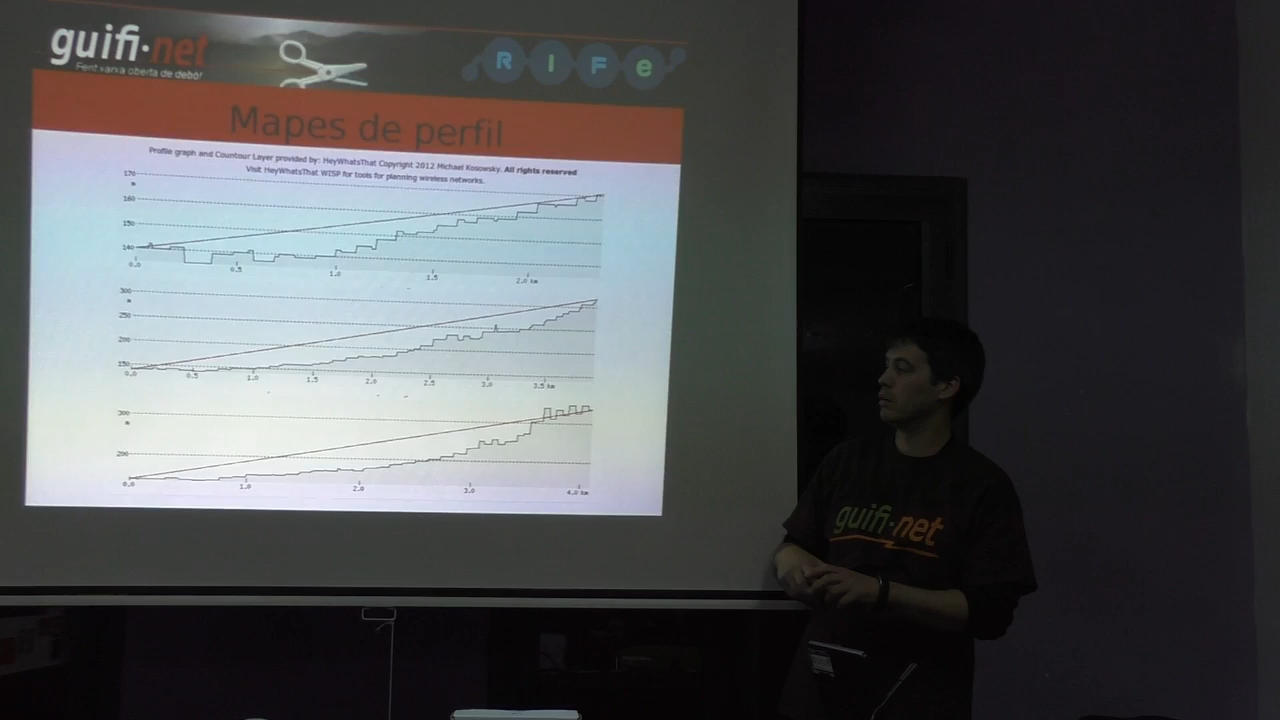 guifi·net
Fent xarxa oberta de debò!
R I F e
Mapes de perfil
Profile graph and Countour Layer provided by: HeyWhatsThat Copyright 2012 Michael Kosowsky. All rights reserved
Visit HeyWhatsThat WISP for tools for planning wireless networks.
170
m
160
150
140
0.0 0.5 1.0 1.5 2.0 km
300
m
250
200
150
0.0 0.5 1.0 1.5 2.0 2.5 3.0 3.5 km
300
m
200
0.0 1.0 2.0 3.0 4.0 km
guifi·net